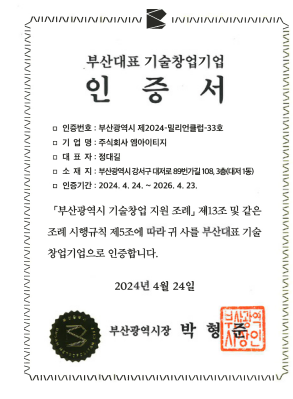 부산대표 기술창업기업
인 증 서
□ 인증번호 : 부산광역시 제2024-밀리언클럽-33호
□ 기 업 명 : 주식회사 엠아이티지
□ 대 표 자 : 정대길
□ 소 재 지 : 부산광역시 강서구 대저로 89번가길 108, 3층(대저1동)
□ 인증기간 : 2024. 4. 24. ~ 2026. 4. 23.
「부산광역시 기술창업 지원 조례」 제13조 및 같은
조례 시행규칙 제5조에 따라 귀 사를 부산대표 기술
창업기업으로 인증합니다.
2024년 4월 24일
부산광역시장 박 형 준
부산광역
시장인